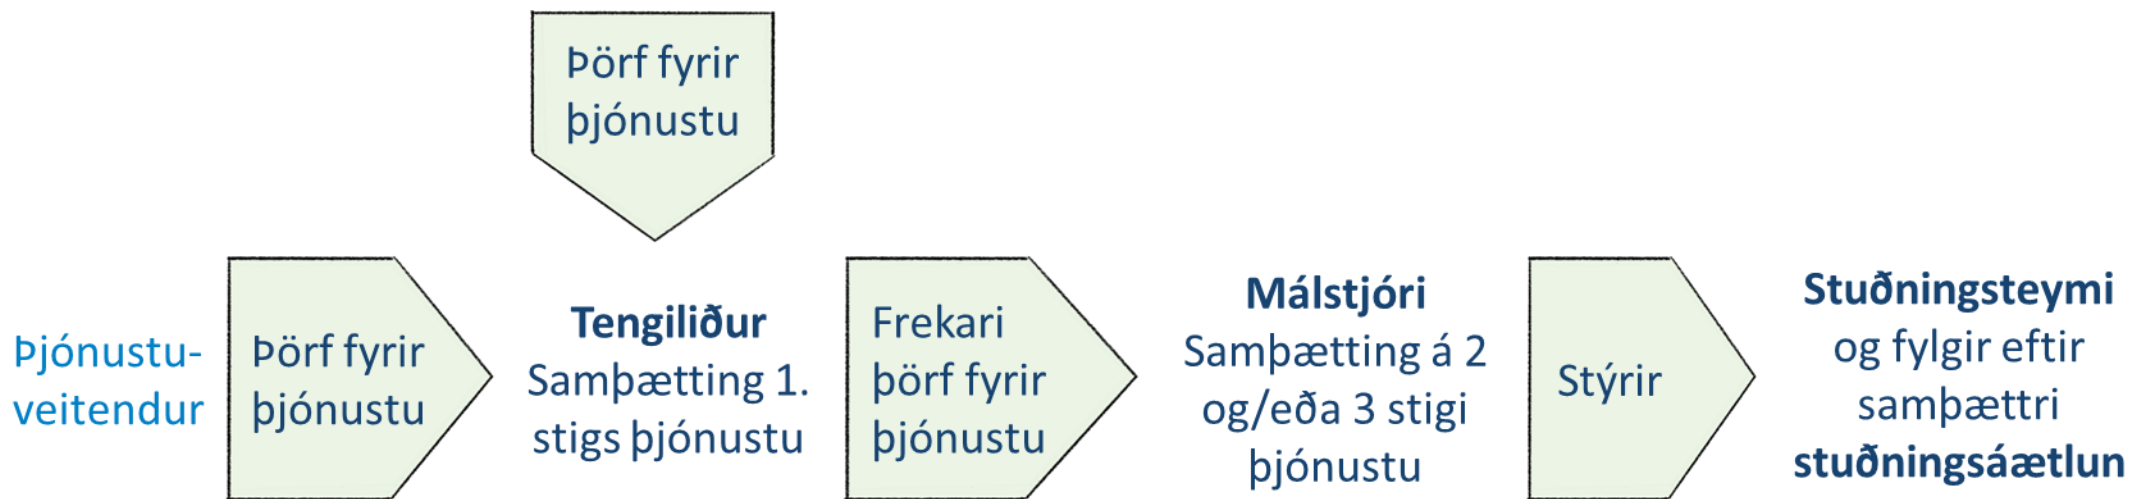 Þörf fyrir
þjónustu
Þjónustu-
veitendur
Þörf fyrir
þjónustu
Tengiliður
Samþætting 1.
stigs þjónustu
Frekari
þörf fyrir
þjónustu
Málstjóri
Samþætting á 2
og/eða 3 stigi
þjónustu
Stýrir
Stuðningsteymi
og fylgir eftir
samþættri
stuðningsáætlun